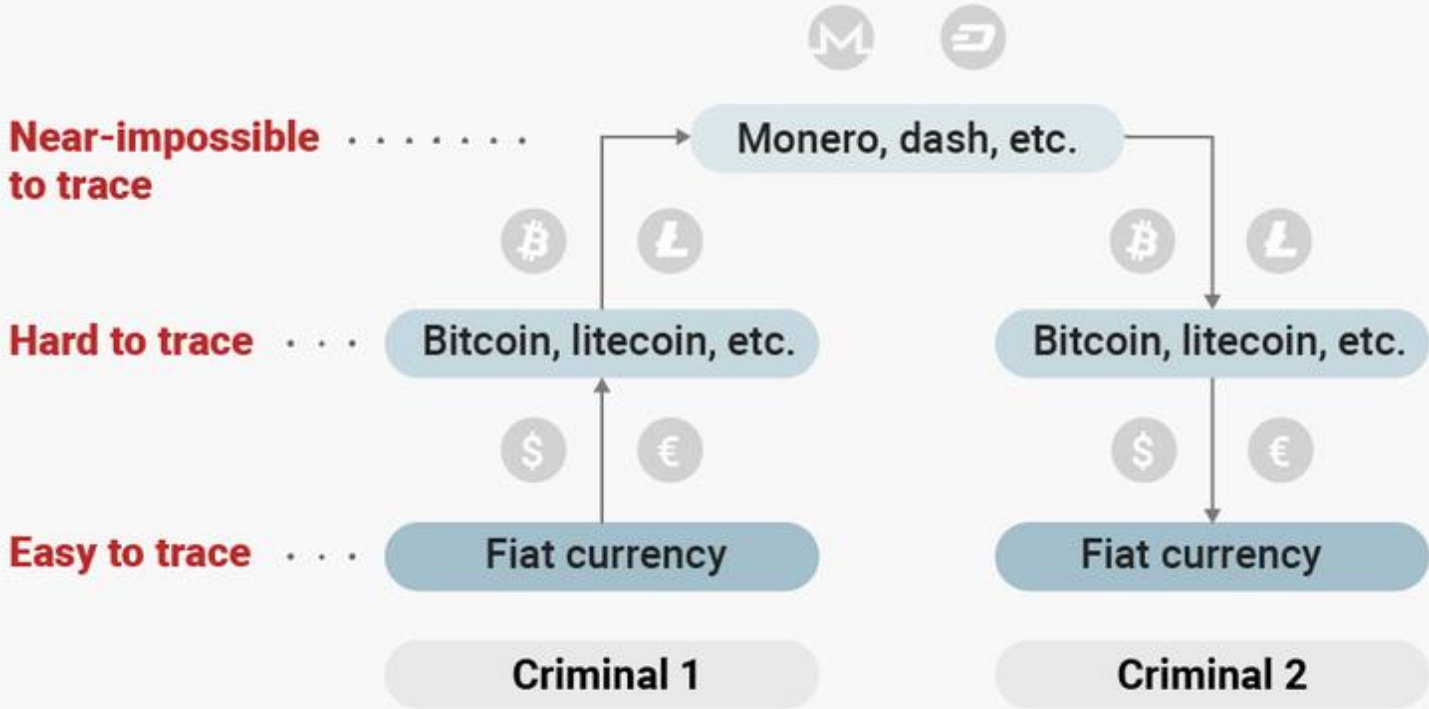 Near-impossible
to trace
Monero, dash, etc.
Hard to trace
Bitcoin, litecoin, etc.
Bitcoin, litecoin, etc.
$
€
$
€
Easy to trace
Fiat currency
Fiat currency
Criminal 1
Criminal 2